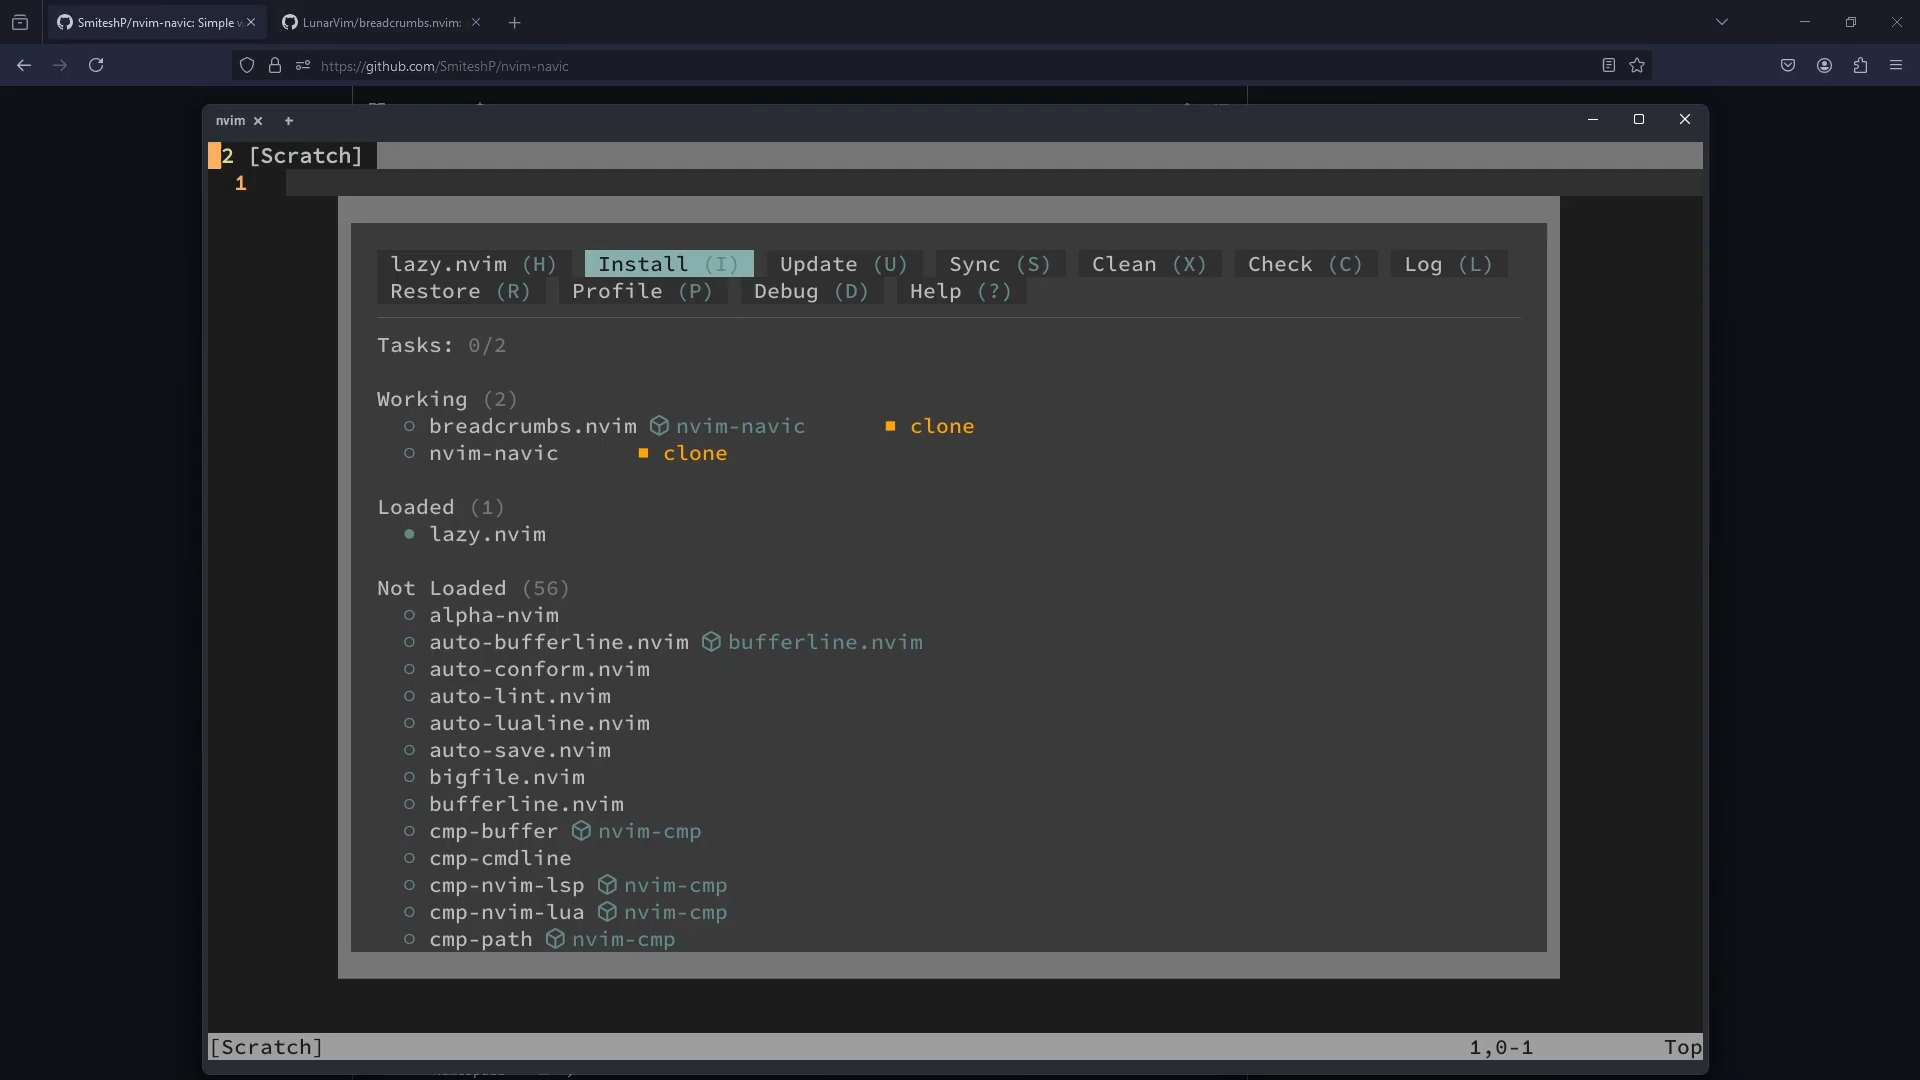 SmiteshP/nvim-navic: Simple
LunarVim/breadcrumbs.nvim:
https://github.com/SmiteshP/nvim-navic
nvim
2 [Scratch]
1
lazy.nvim (H) Install (I) Update (U) Sync (S) Clean (X) Check (C) Log (L)
Restore (R) Profile (P) Debug (D) Help (?)
Tasks: 0/2
Working (2)
breadcrumbs.nvim nvim-navic clone
nvim-navic clone
Loaded (1)
lazy.nvim
Not Loaded (56)
alpha-nvim
auto-bufferline.nvim bufferline.nvim
auto-conform.nvim
auto-lint.nvim
auto-lualine.nvim
auto-save.nvim
bigfile.nvim
bufferline.nvim
cmp-buffer nvim-cmp
cmp-cmdline
cmp-nvim-lsp nvim-cmp
cmp-nvim-lua nvim-cmp
cmp-path nvim-cmp
[Scratch] 1,0-1 Top